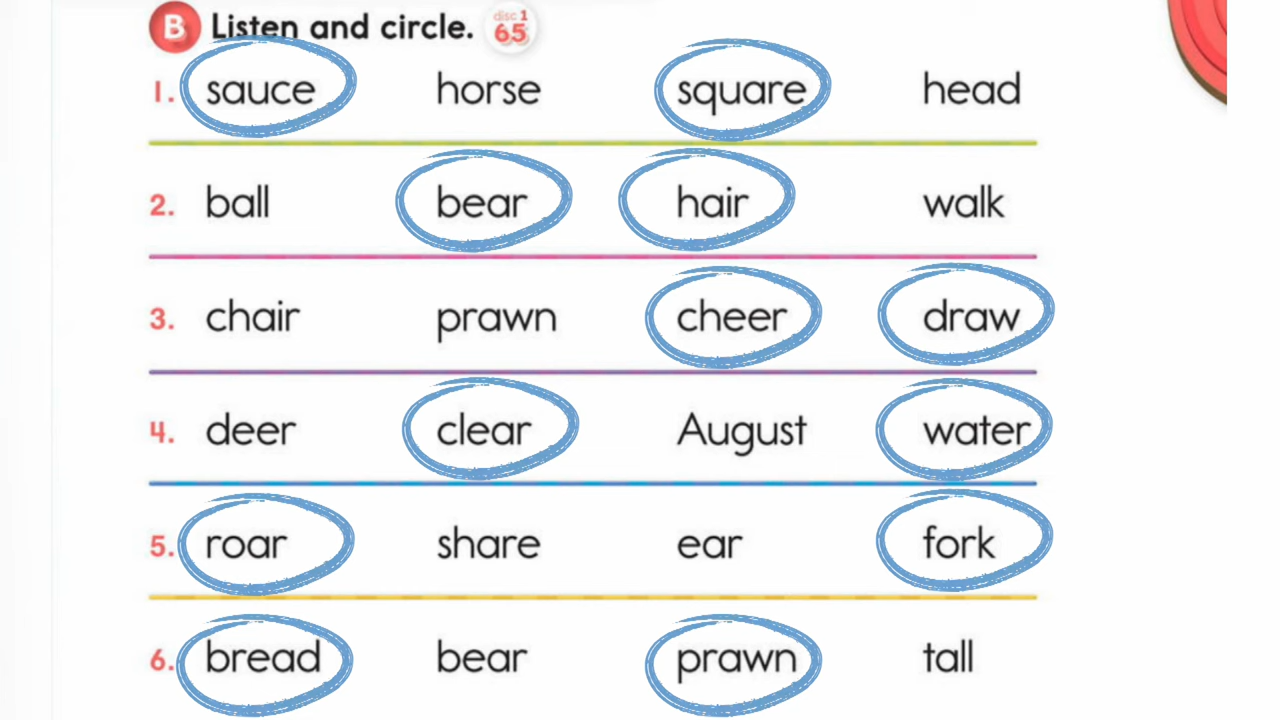 B Listen and circle. disc 1 65
1. sauce horse square head
2. ball bear hair walk
3. chair prawn cheer draw
4. deer clear August water
5. roar share ear fork
6. bread bear prawn tall